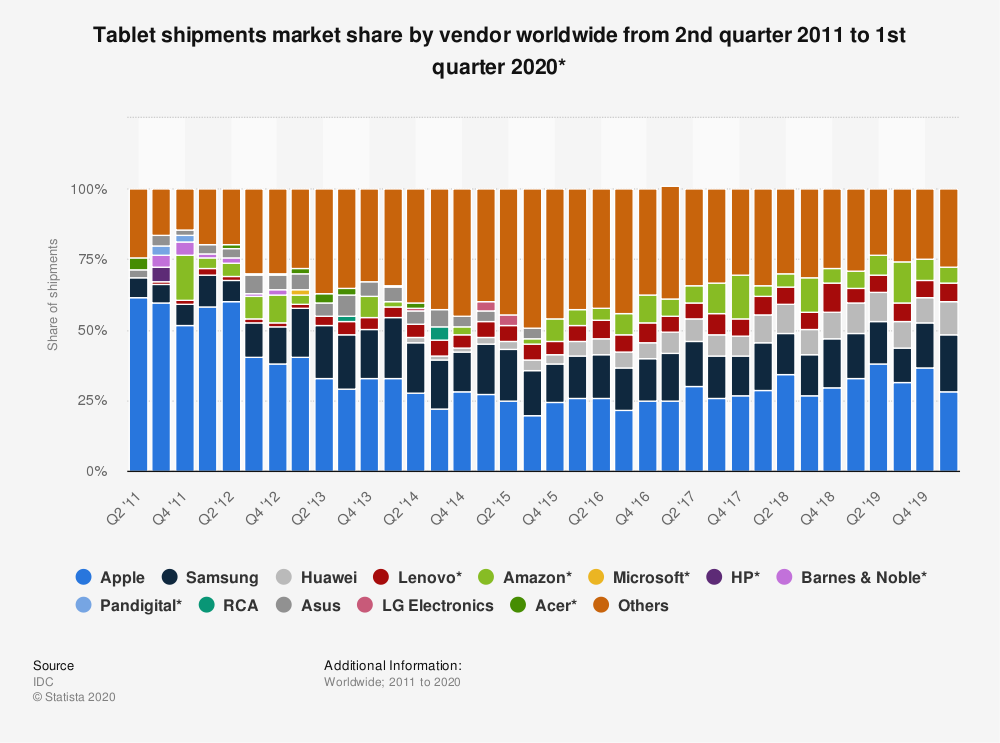 Tablet shipments market share by vendor worldwide from 2nd quarter 2011 to 1st
quarter 2020*
Share of shipments
100%
75%
50%
25%
0%
Q2 '11
Q4 '11
Q2 '12
Q4 '12
Q2 '13
Q4 '13
Q2 '14
Q4 '14
Q2 '15
Q4 '15
Q2 '16
Q4 '16
Q2 '17
Q4 '17
Q2 '18
Q4 '18
Q2 '19
Q4 '19
Apple Samsung Huawei Lenovo* Amazon* Microsoft* HP* Barnes & Noble*
Pandigital* RCA Asus LG Electronics Acer* Others
Source
IDC
© Statista 2020
Additional Information:
Worldwide; 2011 to 2020